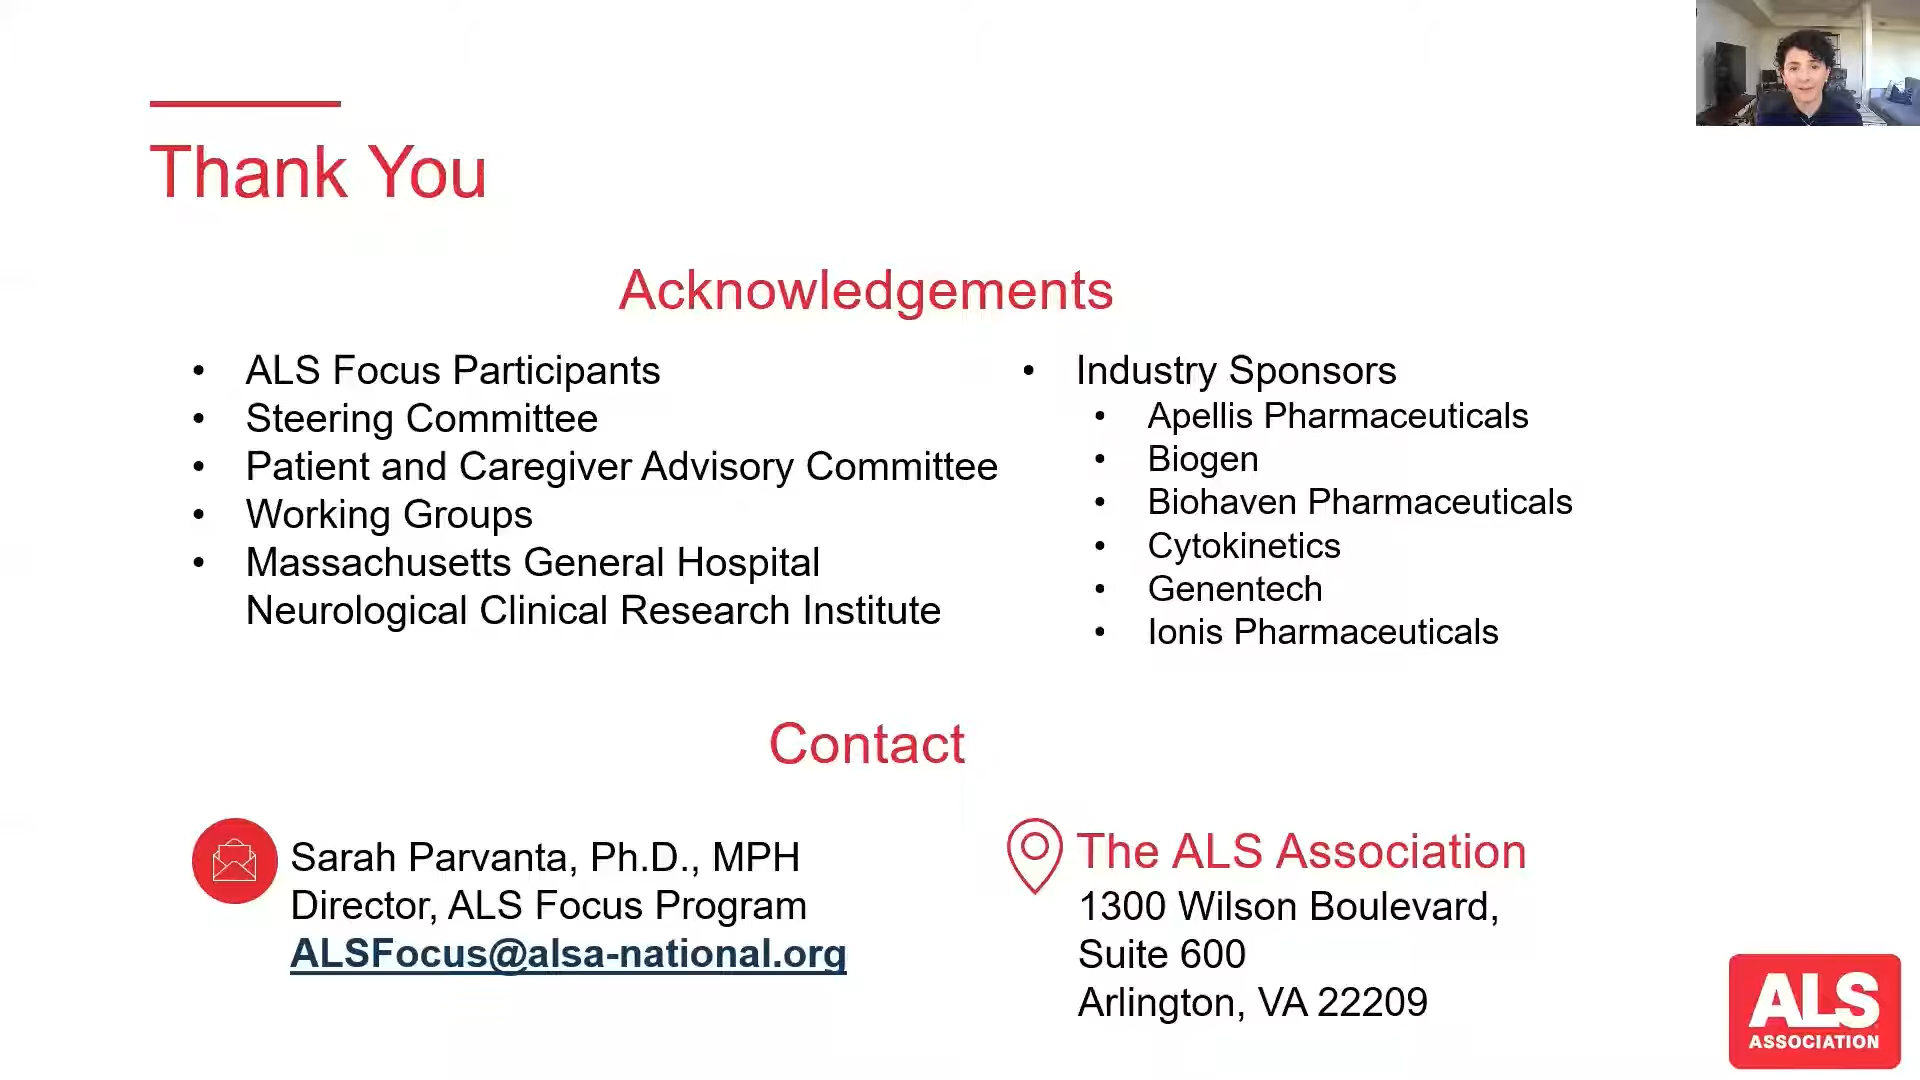 Thank You
Acknowledgements
• ALS Focus Participants
• Steering Committee
• Patient and Caregiver Advisory Committee
• Working Groups
• Massachusetts General Hospital
Neurological Clinical Research Institute
• Industry Sponsors
• Apellis Pharmaceuticals
• Biogen
• Biohaven Pharmaceuticals
• Cytokinetics
• Genentech
• Ionis Pharmaceuticals
Contact
Sarah Parvanta, Ph.D., MPH
Director, ALS Focus Program
ALSFocus@alsa-national.org
The ALS Association
1300 Wilson Boulevard,
Suite 600
Arlington, VA 22209
ALS
ASSOCIATION